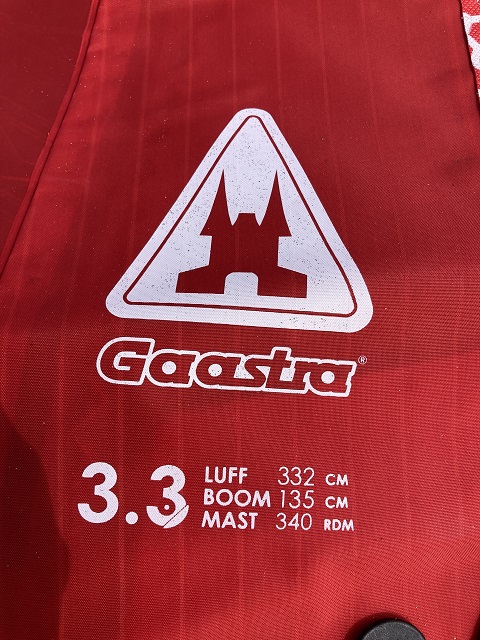 Gaastra®
3.3
LUFF 332 CM
BOOM 135 CM
MAST 340 RDM